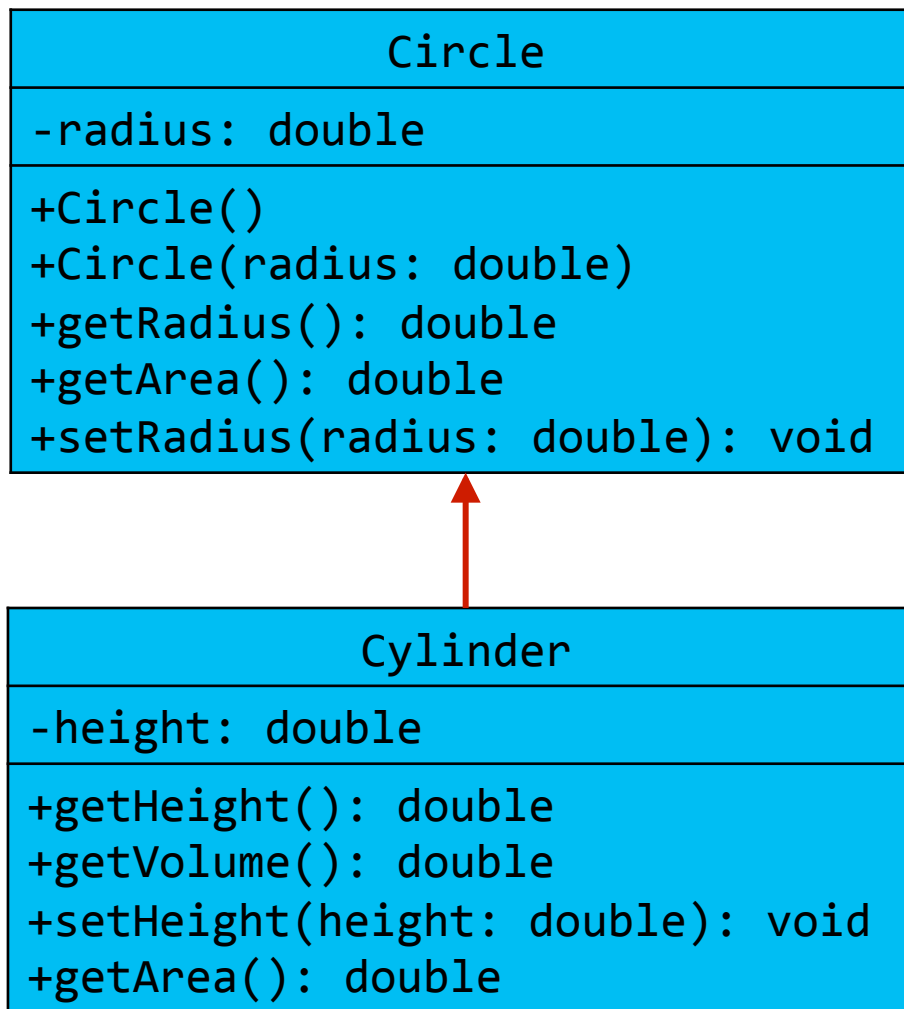 Circle
-radius: double
+Circle()
+Circle(radius: double)
+getRadius(): double
+getArea(): double
+setRadius(radius: double): void
Cylinder
-height: double
+getHeight(): double
+getVolume(): double
+setHeight(height: double): void
+getArea(): double